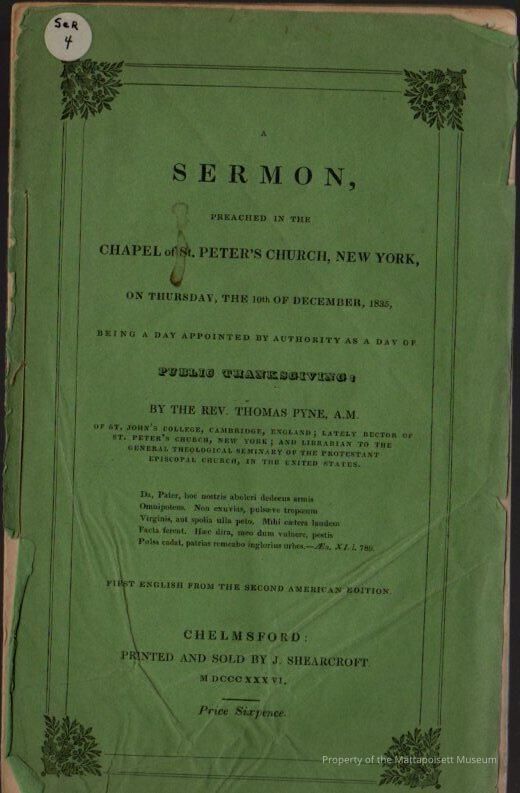 SeR
4
A
SERMON,
PREACHED IN THE
CHAPEL of St. PETER'S CHURCH, NEW YORK,
ON THURSDAY, THE 10th OF DECEMBER, 1835,
BEING A DAY APPOINTED BY AUTHORITY AS A DAY OF
PUBLIC THANKSGIVING:
BY THE REV. THOMAS PYNE, A.M.
OF ST. JOHN'S COLLEGE, CAMBRIDGE, ENGLAND; LATELY RECTOR OF
ST. PETER'S CHURCH, NEW YORK; AND LIBRARIAN TO THE
GENERAL THEOLOGICAL SEMINARY OF THE PROTESTANT
EPISCOPAL CHURCH, IN THE UNITED STATES.
Da, Pater, hoc nostris aboleri dedecus armis
Omnipotens. Non exuvias, pulsæve tropæum
Virginis, aut spolia ulla peto. Mihi cætera laudem
Facta ferent. Hæc dira, meo dum vulnere, pestis
Pulsa cadat, patrias remeabo inglorius urbes.—Æn. XI. l. 789.
FIRST ENGLISH FROM THE SECOND AMERICAN EDITION.
CHELMSFORD:
PRINTED AND SOLD BY J. SHEARCROFT
MDCCCXXXVI.
Price Sixpence.
Property of the Mattapoisett Museum